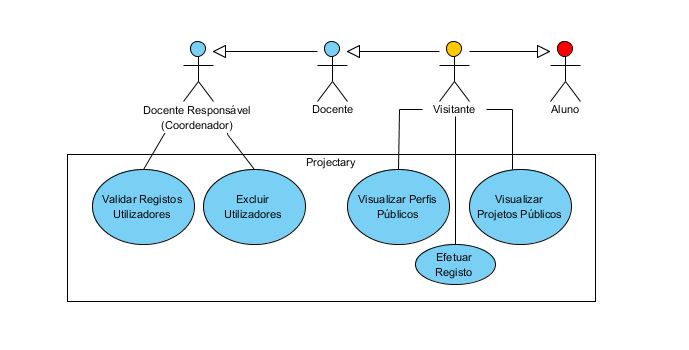 Docente Responsável
(Coordenador)
Docente
Visitante
Aluno
Projectary
Validar Registos
Utilizadores
Excluir
Utilizadores
Visualizar Perfis
Públicos
Visualizar
Projetos Públicos
Efetuar
Registo